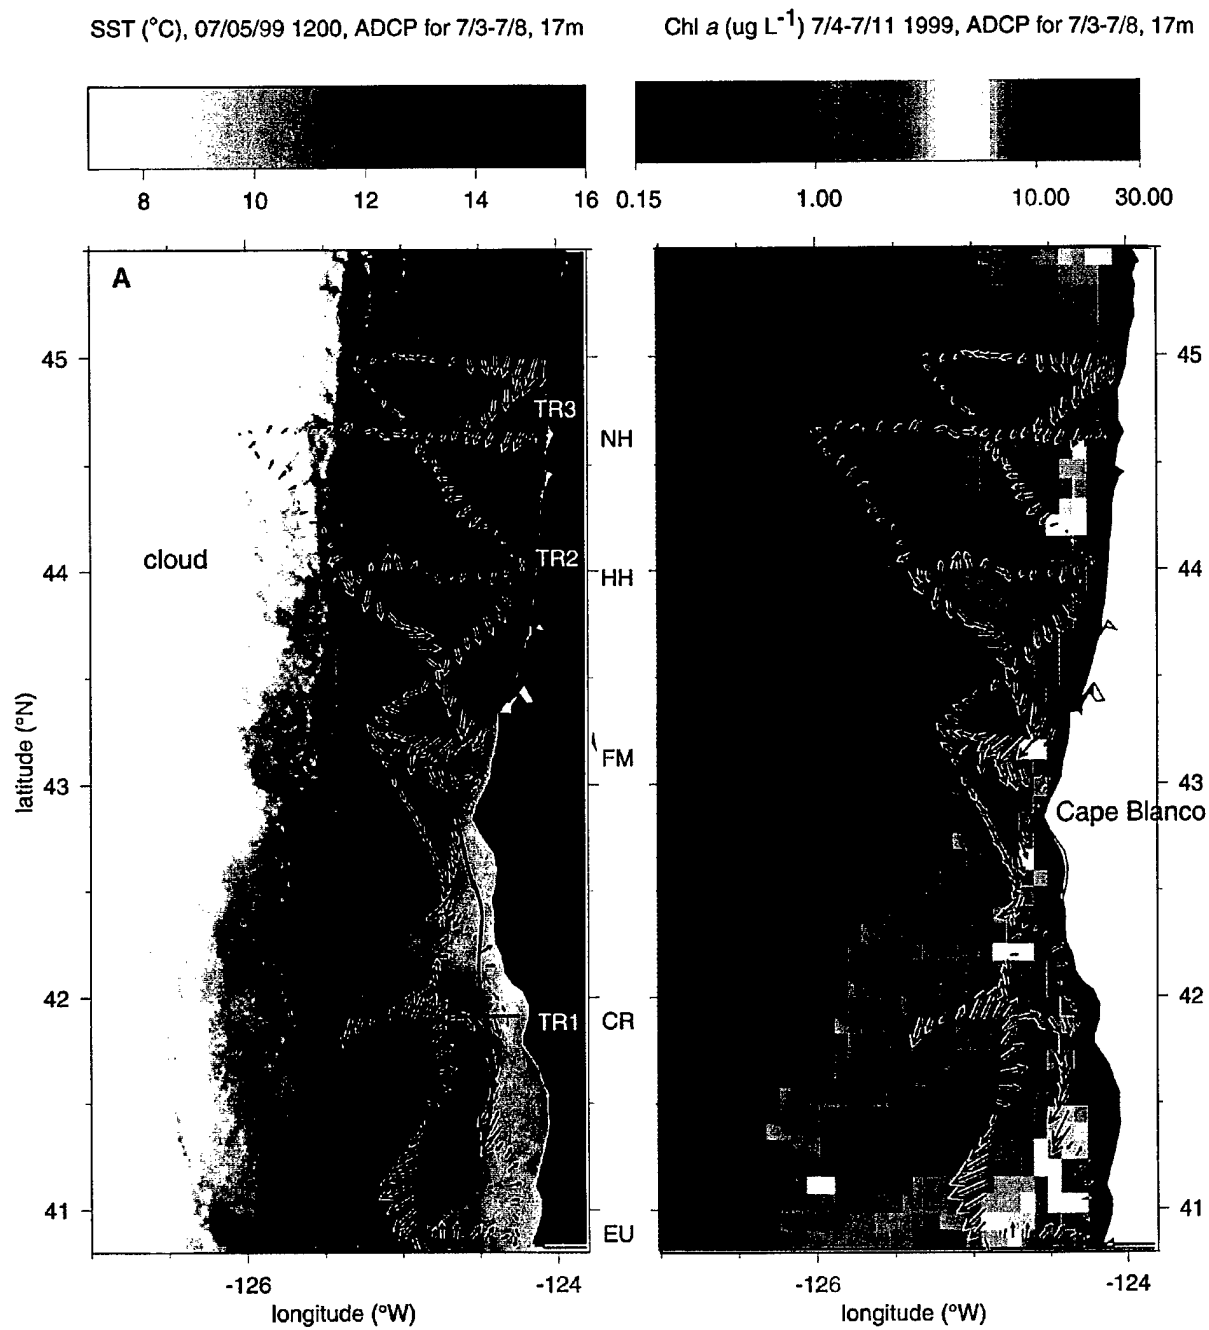 SST (°C), 07/05/99 1200, ADCP for 7/3-7/8, 17m
Chl a (ug L-1) 7/4-7/11 1999, ADCP for 7/3-7/8, 17m
8 10 12 14 16
0.15 1.00 10.00 30.00
A
45
45
TR3
NH
cloud
TR2
44
HH
44
latitude (°N)
FM
43
43
Cape Blanco
42
TR1
CR
42
41
EU
41
-126 -124
-126 -124
longitude (°W)
longitude (°W)